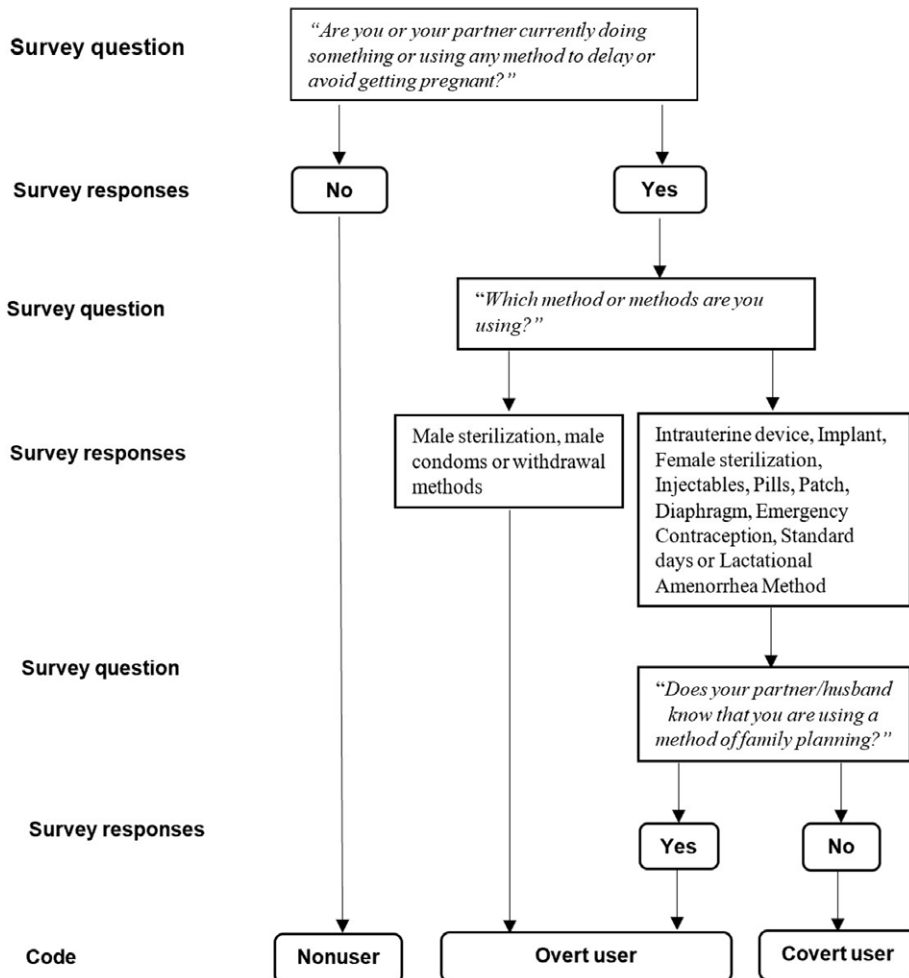 Survey question
“Are you or your partner currently doing
something or using any method to delay or
avoid getting pregnant?”
Survey responses
No
Yes
Survey question
“Which method or methods are you
using?”
Survey responses
Male sterilization, male
condoms or withdrawal
methods
Intrauterine device, Implant,
Female sterilization,
Injectables, Pills, Patch,
Diaphragm, Emergency
Contraception, Standard
days or Lactational
Amenorrhea Method
Survey question
“Does your partner/husband
know that you are using a
method of family planning?”
Survey responses
Yes
No
Code
Nonuser
Overt user
Covert user